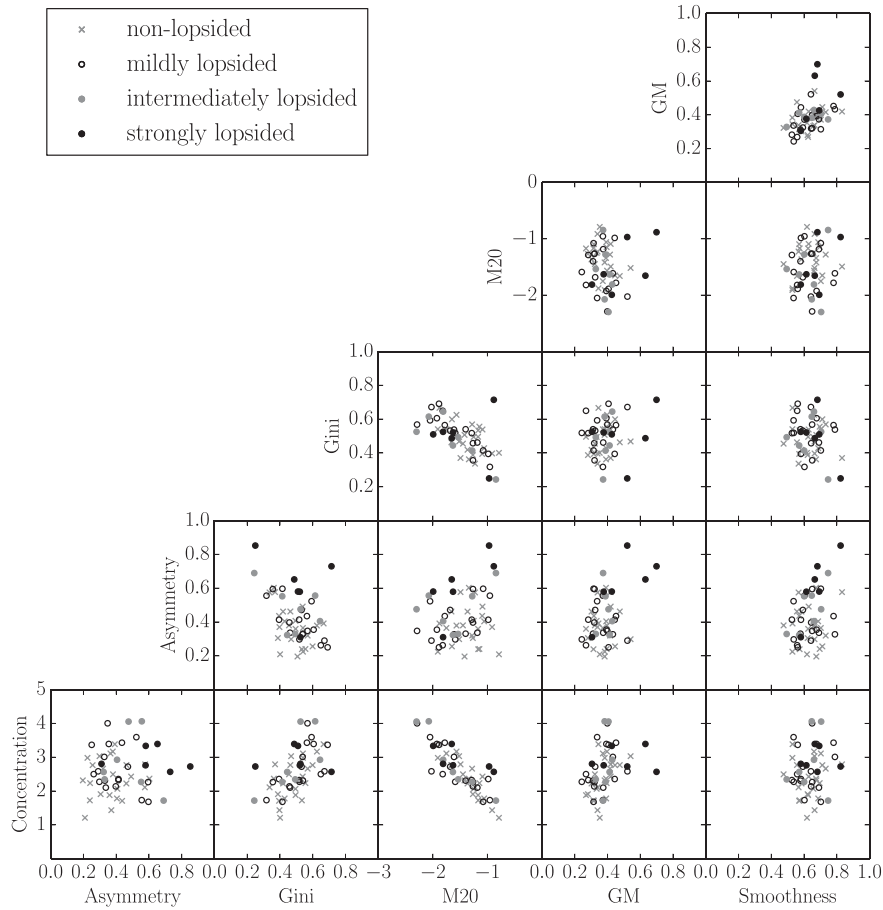 non-lopsided
mildly lopsided
intermediately lopsided
strongly lopsided
1.0
0.8
0.6
0.4
0.2
GM
0
−1
−2
M20
1.0
0.8
0.6
0.4
0.2
Gini
1.0
0.8
0.6
0.4
0.2
Asymmetry
5
4
3
2
1
Concentration
0.0 0.2 0.4 0.6 0.8
0.0 0.2 0.4 0.6 0.8
−3 −2 −1
0.0 0.2 0.4 0.6 0.8
0.0 0.2 0.4 0.6 0.8 1.0
Asymmetry Gini M20 GM Smoothness